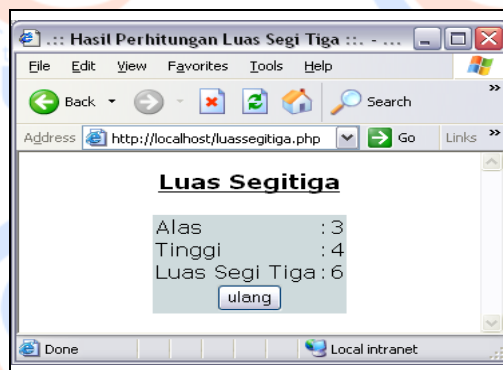 .:: Hasil Perhitungan Luas Segi Tiga ::. - ...
File Edit View Favorites Tools Help
Back Search »
Address http://localhost/luassegitiga.php Go Links »
Luas Segitiga
Alas : 3
Tinggi : 4
Luas Segi Tiga : 6
ulang
Done Local intranet